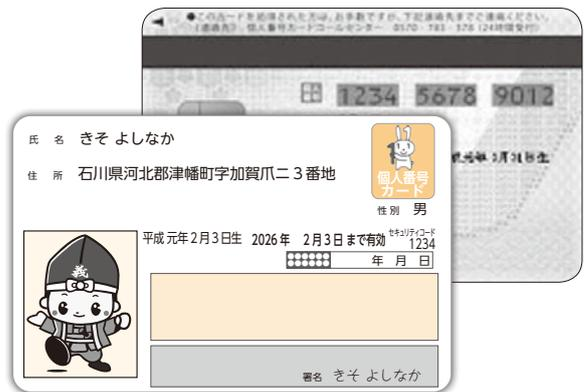 ●このカードを拾得された方は、お手数ですが、下記連絡先までご連絡ください。
(連絡先) 個人番号カードコールセンター 0570-783-578 (24時間受付)
1234 5678 9012
氏 名 きそ よしなか
住 所 石川県河北郡津幡町字加賀爪ニ3番地
個人番号
カード
性別 男
平成元年2月3日生 2026年 2月3日まで有効
セキュリティコード
1234
年 月 日
義
署名 きそ よしなか